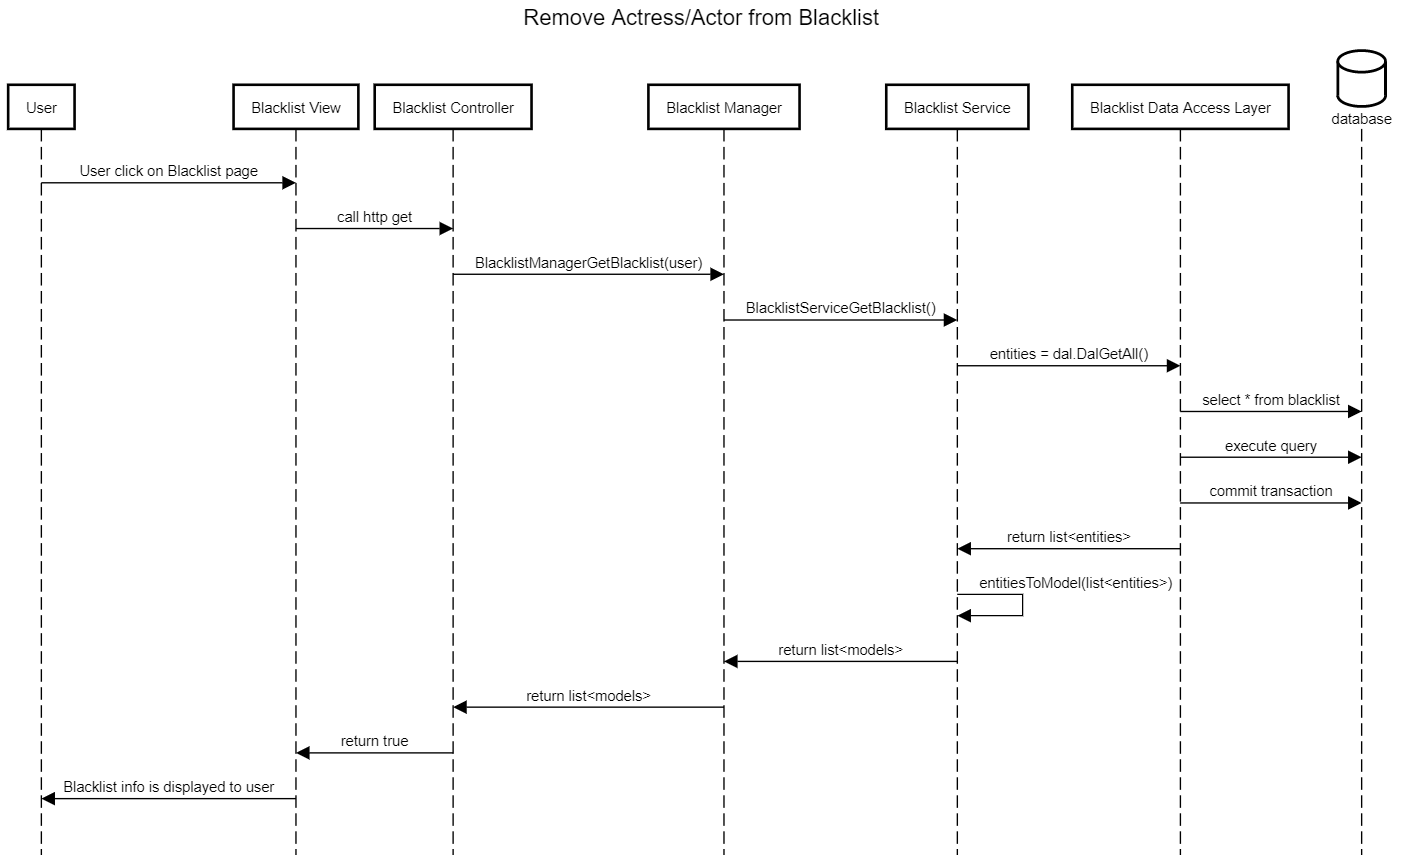 Remove Actress/Actor from Blacklist
User
Blacklist View
Blacklist Controller
Blacklist Manager
Blacklist Service
Blacklist Data Access Layer
database
User click on Blacklist page
call http get
BlacklistManagerGetBlacklist(user)
BlacklistServiceGetBlacklist()
entities = dal.DalGetAll()
select * from blacklist
execute query
commit transaction
return list<entities>
entitiesToModel(list<entities>)
return list<models>
return list<models>
return true
Blacklist info is displayed to user